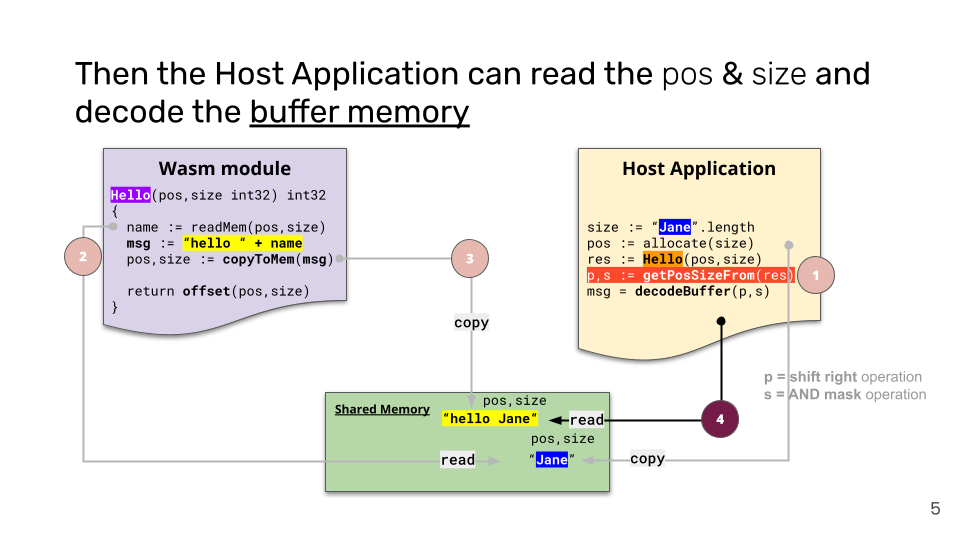 Then the Host Application can read the pos & size and
decode the buffer memory
Wasm module
Hello(pos,size int32) int32
{
name := readMem(pos,size)
msg := “hello “ + name
pos,size := copyToMem(msg)
return offset(pos,size)
}
Host Application
size := “Jane”.length
pos := allocate(size)
res := Hello(pos,size)
p,s := getPosSizeFrom(res)
msg = decodeBuffer(p,s)
2
3
1
copy
p = shift right operation
s = AND mask operation
Shared Memory
pos,size
“hello Jane“
read
4
pos,size
read
“Jane”
copy
5